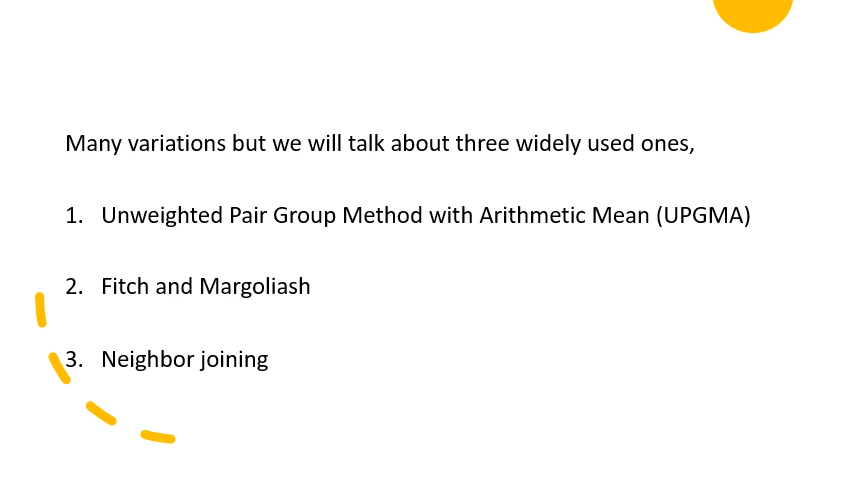 Many variations but we will talk about three widely used ones,
1. Unweighted Pair Group Method with Arithmetic Mean (UPGMA)
2. Fitch and Margoliash
3. Neighbor joining